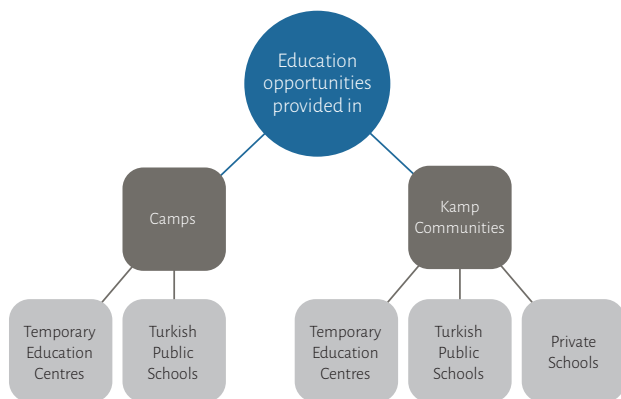 Education
opportunities
provided in
Camps
Kamp
Communities
Temporary
Education
Centres
Turkish
Public
Schools
Temporary
Education
Centres
Turkish
Public
Schools
Private
Schools